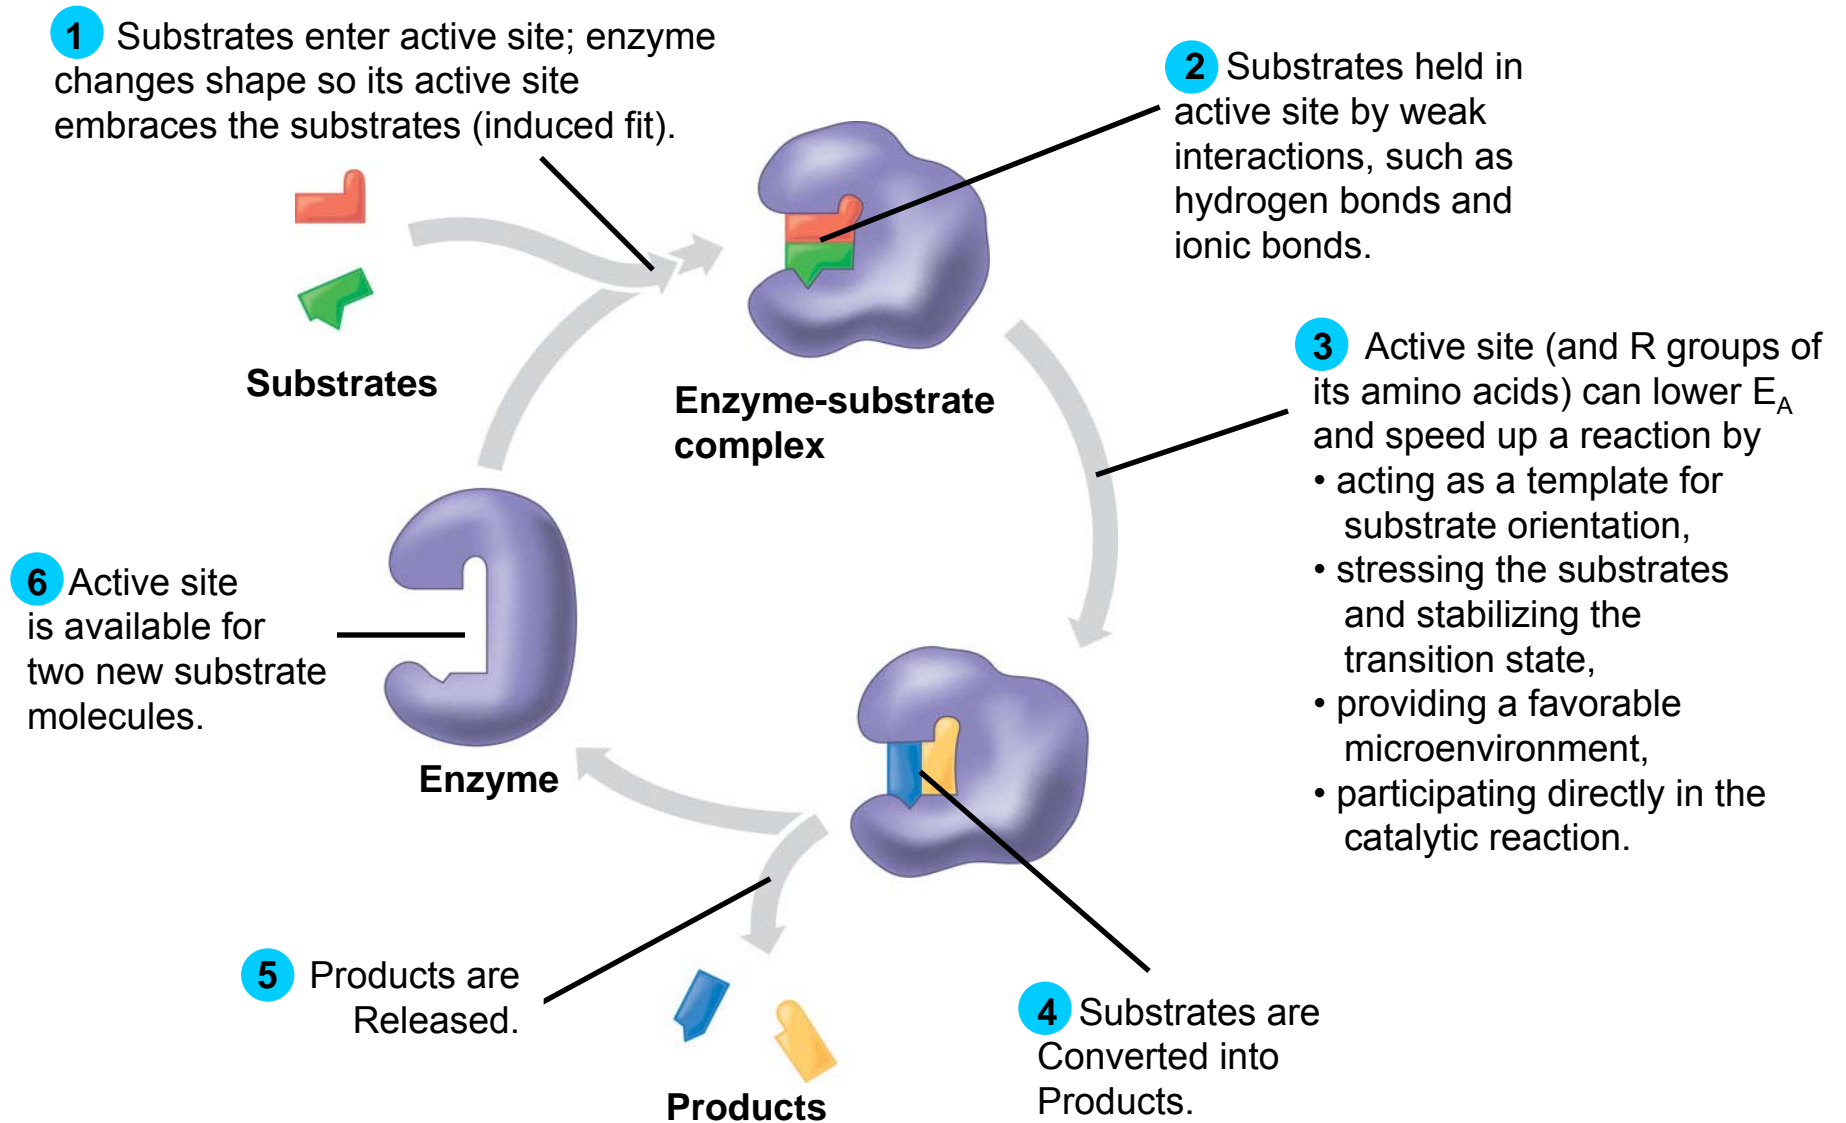 1 Substrates enter active site; enzyme
changes shape so its active site
embraces the substrates (induced fit).
2 Substrates held in
active site by weak
interactions, such as
hydrogen bonds and
ionic bonds.
Substrates
Enzyme-substrate
complex
3 Active site (and R groups of
its amino acids) can lower EA
and speed up a reaction by
• acting as a template for
substrate orientation,
• stressing the substrates
and stabilizing the
transition state,
• providing a favorable
microenvironment,
• participating directly in the
catalytic reaction.
6 Active site
is available for
two new substrate
molecules.
Enzyme
5 Products are
Released.
4 Substrates are
Converted into
Products.
Products